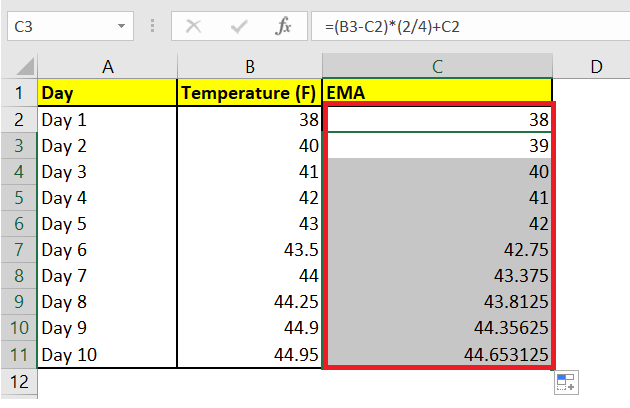 C3 fx =(B3-C2)*(2/4)+C2
A B C D
1 Day Temperature (F) EMA
2 Day 1 38 38
3 Day 2 40 39
4 Day 3 41 40
5 Day 4 42 41
6 Day 5 43 42
7 Day 6 43.5 42.75
8 Day 7 44 43.375
9 Day 8 44.25 43.8125
10 Day 9 44.9 44.35625
11 Day 10 44.95 44.653125
12